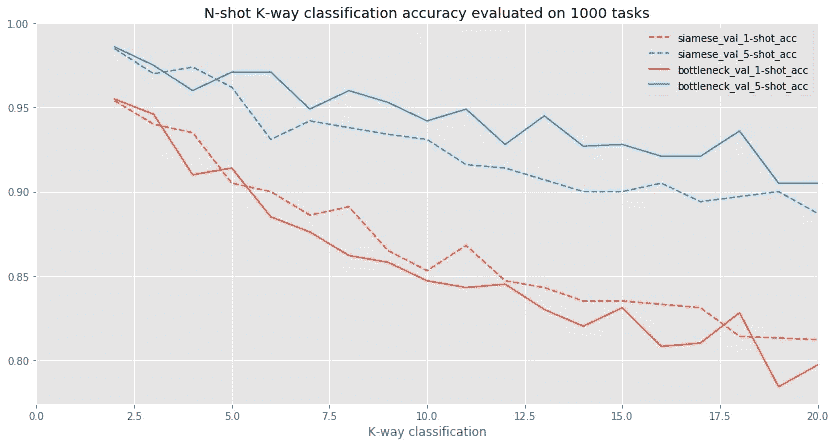 N-shot K-way classification accuracy evaluated on 1000 tasks
1.00
siamese_val_1-shot_acc
siamese_val_5-shot_acc
bottleneck_val_1-shot_acc
bottleneck_val_5-shot_acc
0.95
0.90
0.85
0.80
0.0 2.5 5.0 7.5 10.0 12.5 15.0 17.5 20.0
K-way classification